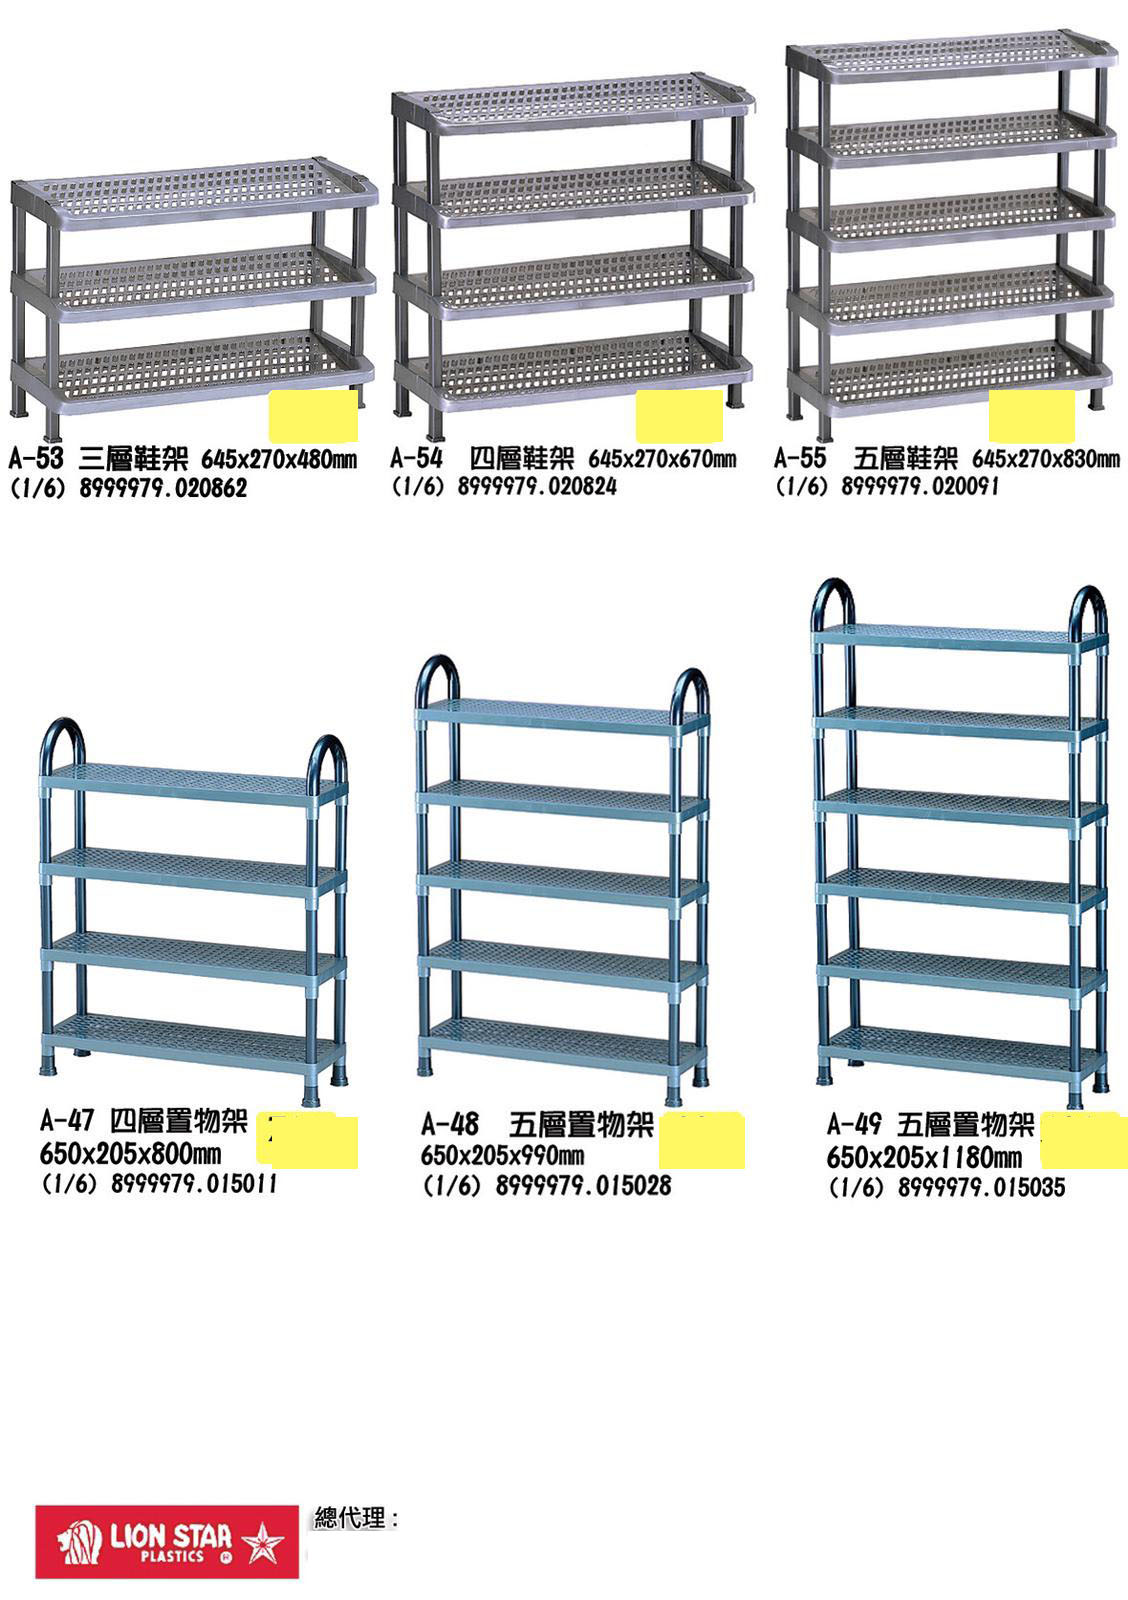 A-53 三層鞋架 645x270x480mm
(1/6) 8999979.020862
A-54 四層鞋架 645x270x670mm
(1/6) 8999979.020824
A-55 五層鞋架 645x270x830mm
(1/6) 8999979.020091
A-47 四層置物架
650x205x800mm
(1/6) 8999979.015011
A-48 五層置物架
650x205x990mm
(1/6) 8999979.015028
A-49 五層置物架
650x205x1180mm
(1/6) 8999979.015035
LION STAR
PLASTICS ®
總代理：